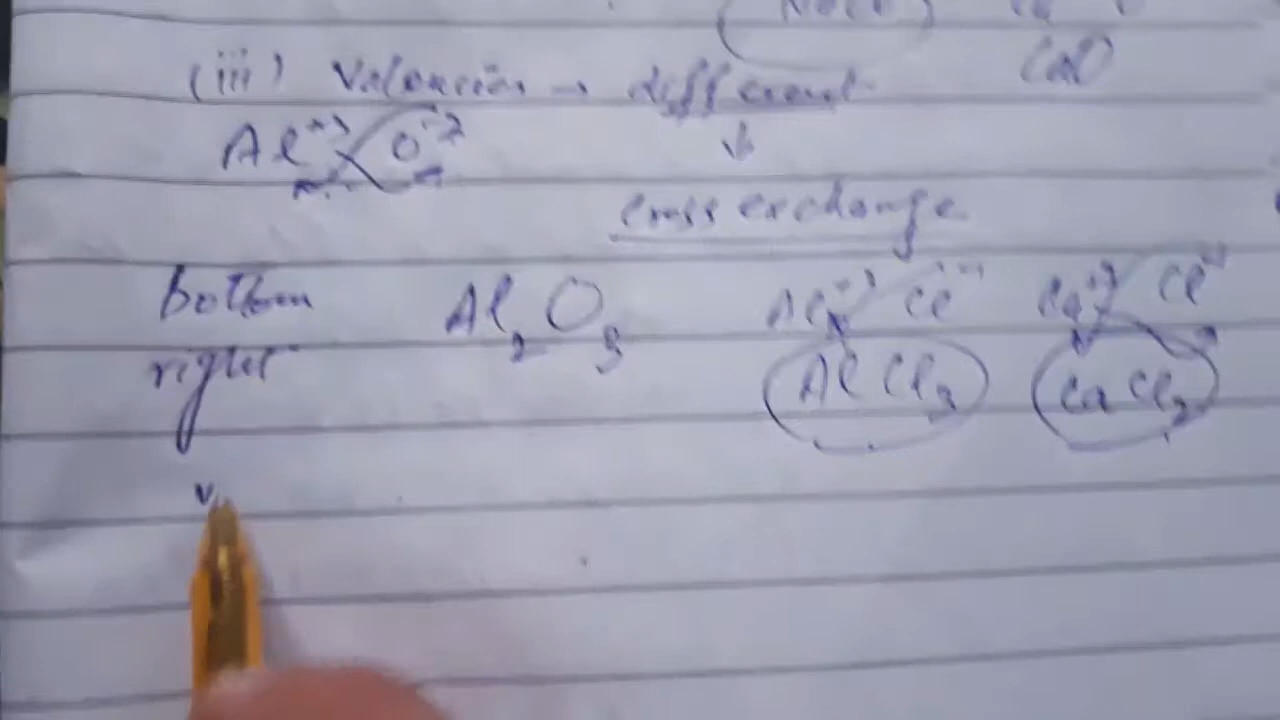 NaCl
CaO
(iii) Valencies → different
Al+3 O-2
↓
Cross exchange
bottom
right
Al2O3
Al+3 Cl-1
Ca+2 Cl-1
AlCl3
CaCl2